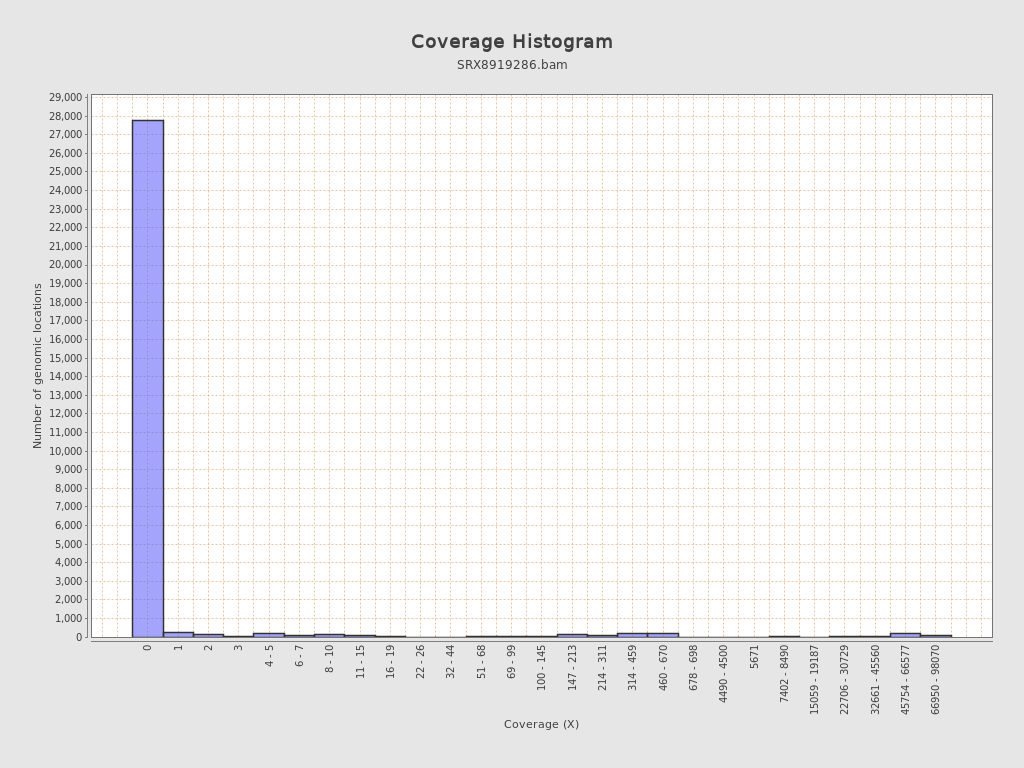 Coverage Histogram
SRX8919286.bam
29,000
28,000
27,000
26,000
25,000
24,000
23,000
22,000
21,000
20,000
19,000
18,000
17,000
16,000
15,000
14,000
13,000
12,000
11,000
10,000
9,000
8,000
7,000
6,000
5,000
4,000
3,000
2,000
1,000
0
Number of genomic locations
0
1
2
3
4 - 5
6 - 7
8 - 10
11 - 15
16 - 19
22 - 26
32 - 44
51 - 68
69 - 99
100 - 145
147 - 213
214 - 311
314 - 459
460 - 670
678 - 698
4490 - 4500
5671
7402 - 8490
15059 - 19187
22706 - 30729
32661 - 45560
45754 - 66577
66950 - 98070
Coverage (X)